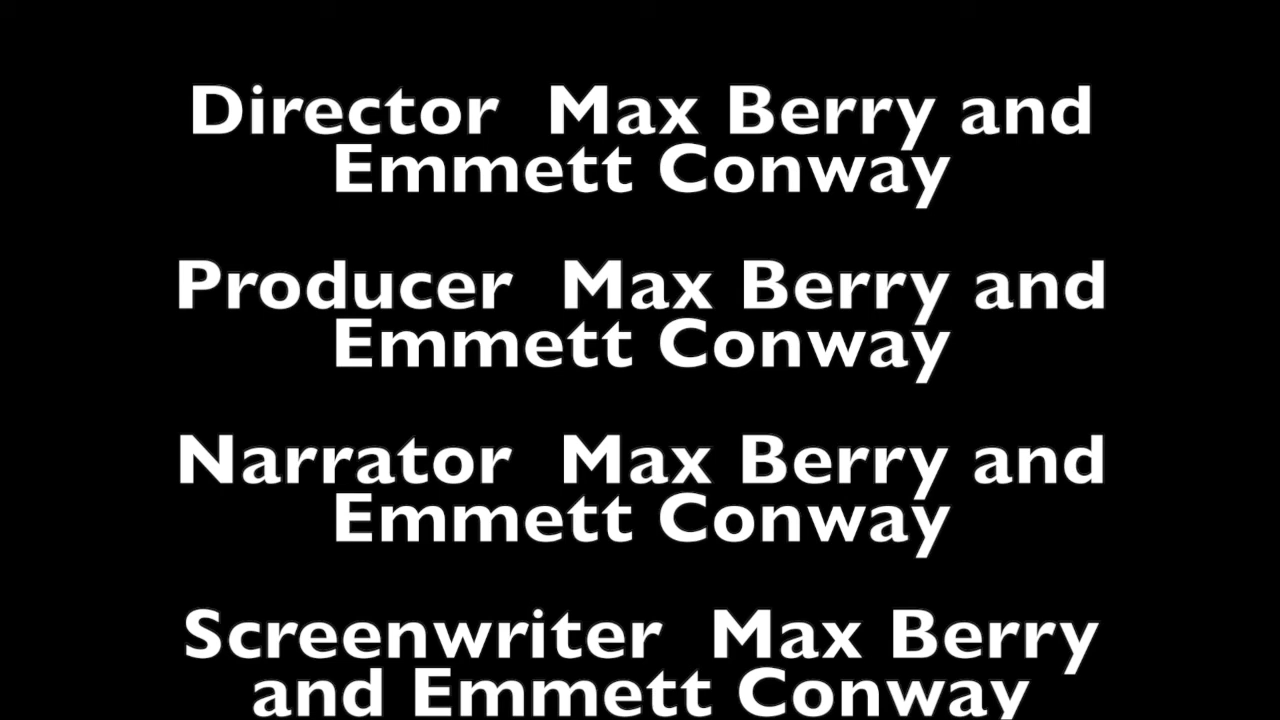 Director  Max Berry and
Emmett Conway
Producer  Max Berry and
Emmett Conway
Narrator  Max Berry and
Emmett Conway
Screenwriter  Max Berry
and Emmett Conway